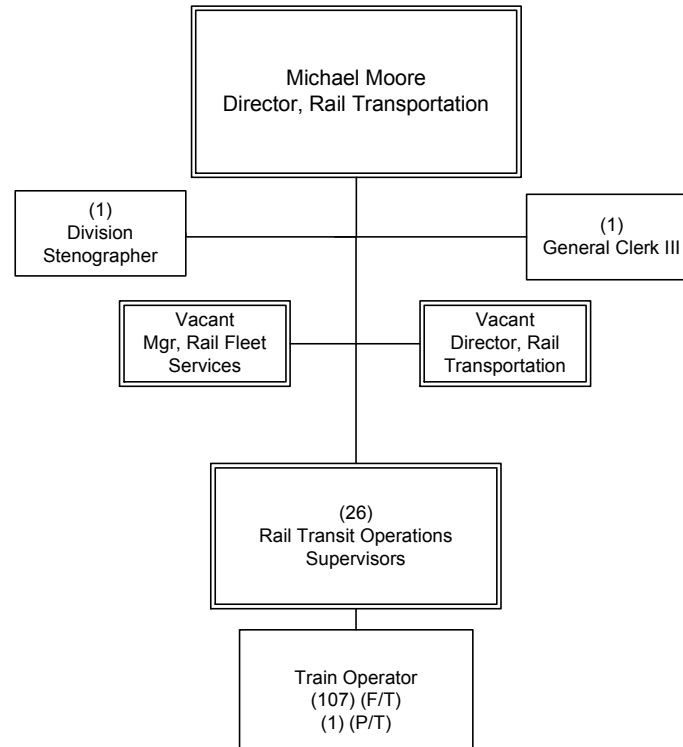 Michael Moore
Director, Rail Transportation
(1)
Division
Stenographer
(1)
General Clerk III
Vacant
Mgr, Rail Fleet
Services
Vacant
Director, Rail
Transportation
(26)
Rail Transit Operations
Supervisors
Train Operator
(107) (F/T)
(1) (P/T)